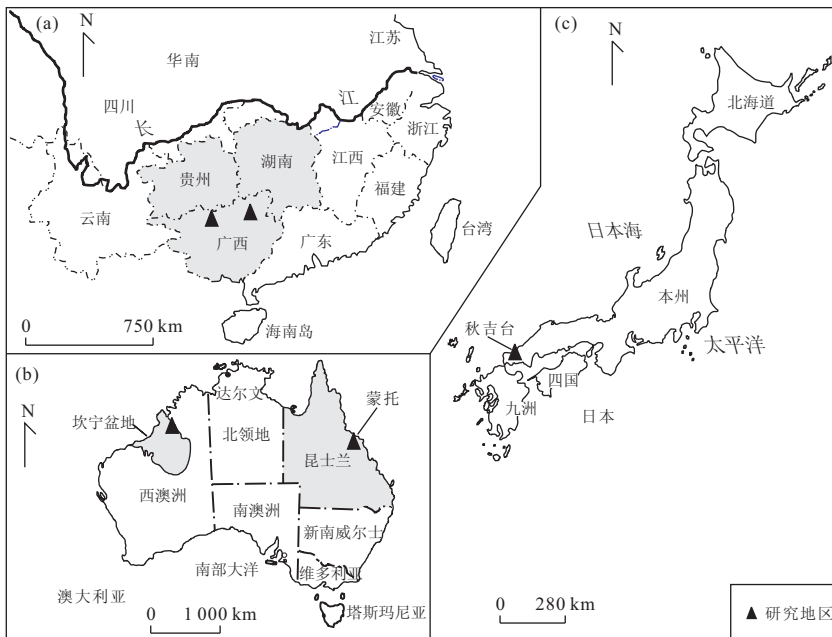 (a)
N
华南
江苏
四川
长
江
安徽
浙江
湖南
江西
贵州
福建
云南
广西
广东
台湾
0 750 km
海南岛
(b)
N
达尔文
蒙托
坎宁盆地
北领地
昆士兰
西澳洲
南澳洲
新南威尔士
南部大洋
维多利亚
澳大利亚
0 1 000 km
塔斯玛尼亚
(c)
N
北海道
日本海
本州
秋吉台
太平洋
四国
九洲
日本
0 280 km
▲ 研究地区